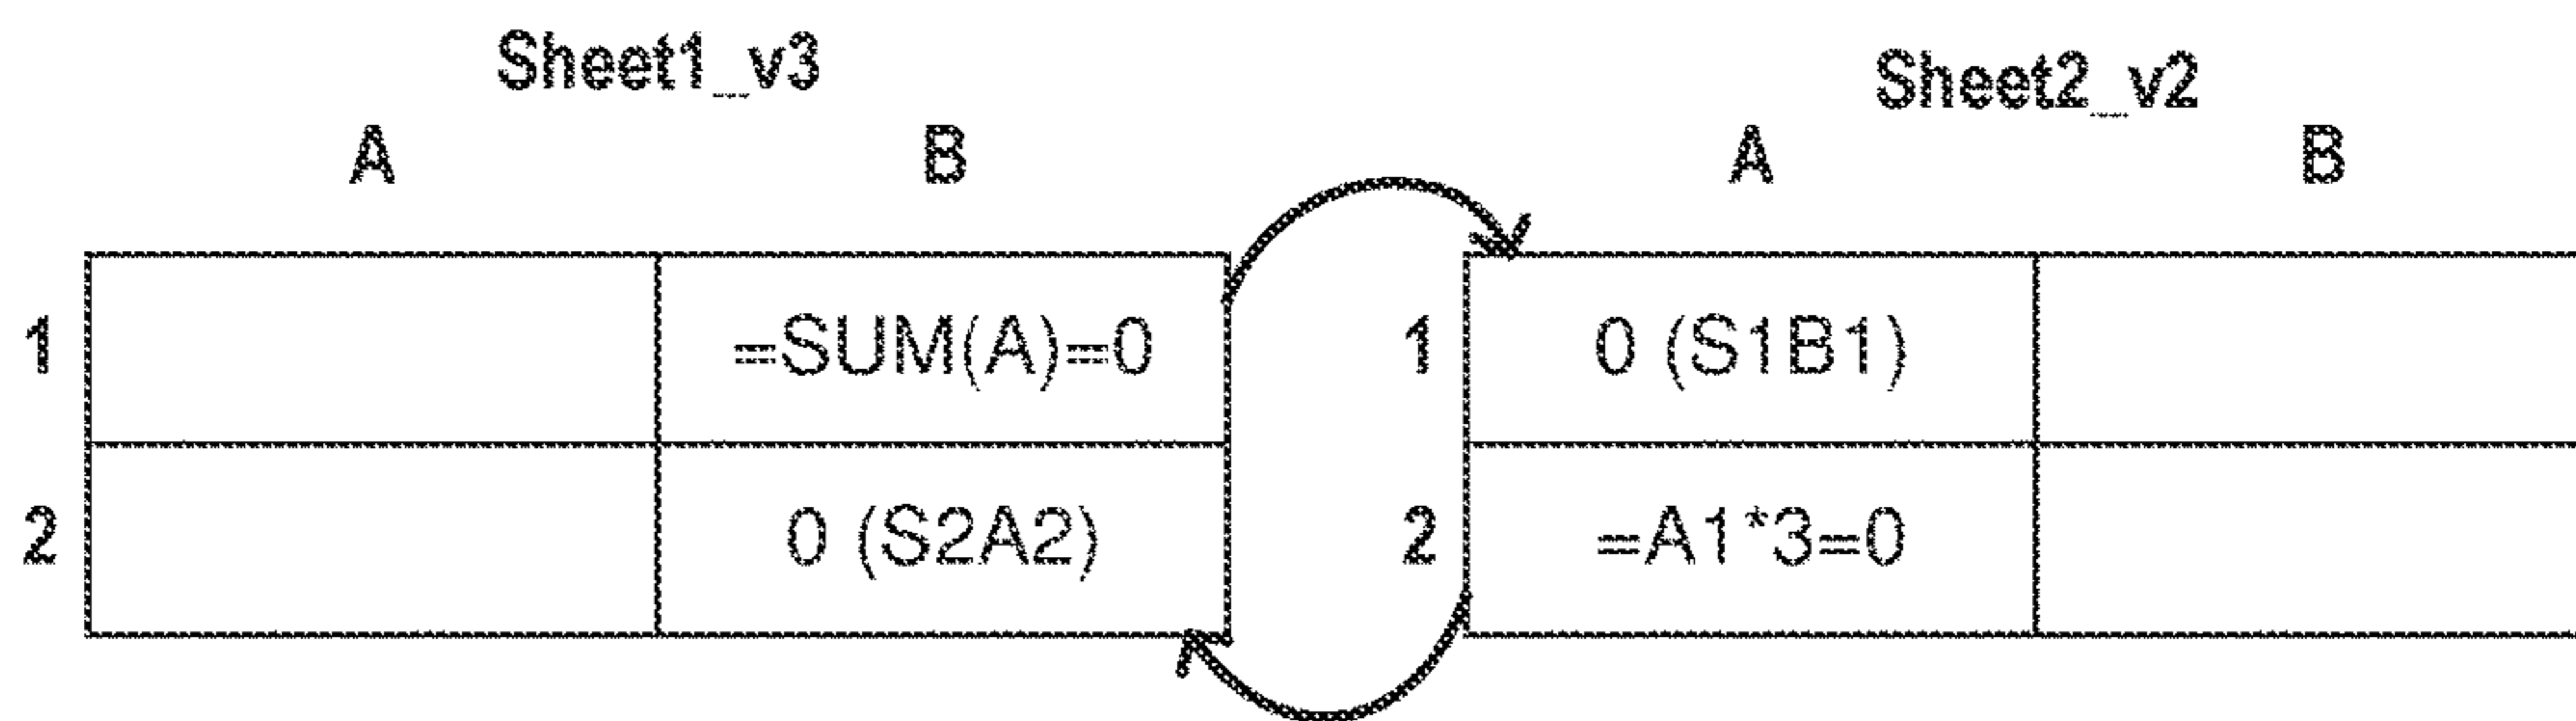 Sheet1_v3 Sheet2_v2
A B A B
1 =SUM(A)=0 1 0 (S1B1)
2 0 (S2A2) 2 =A1*3=0